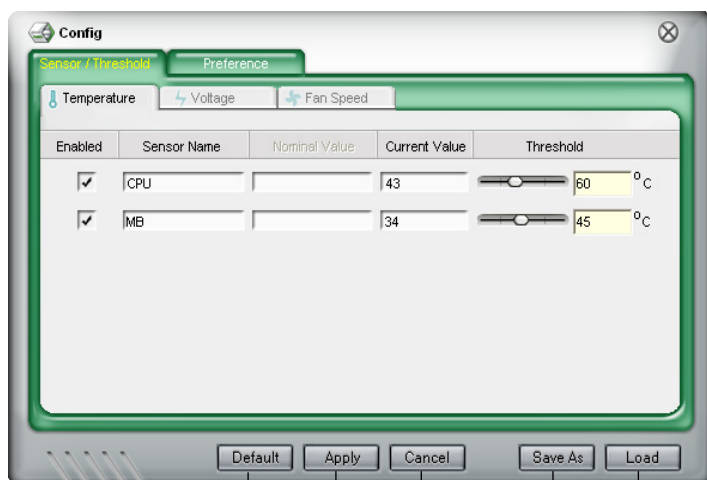 Config
Sensor / Threshold Preference
Temperature Voltage Fan Speed
Enabled Sensor Name Nominal Value Current Value Threshold
CPU 43 60 °C
MB 34 45 °C
Default Apply Cancel Save As Load